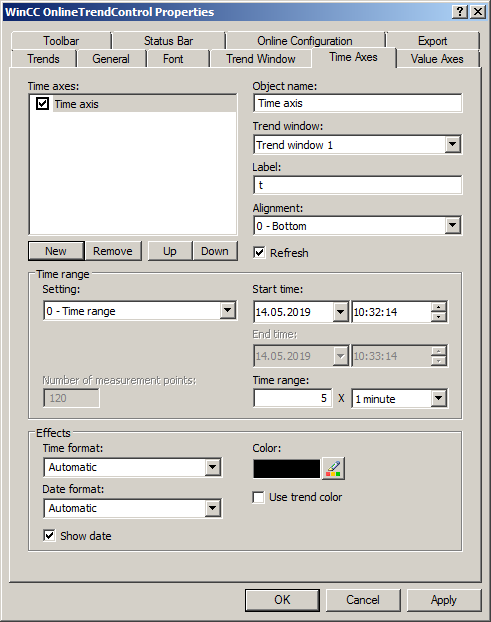 WinCC OnlineTrendControl Properties
Toolbar Status Bar Online Configuration Export
Trends General Font Trend Window Time Axes Value Axes
Time axes:
Time axis
New Remove Up Down
Object name:
Time axis
Trend window:
Trend window 1
Label:
t
Alignment:
0 - Bottom
Refresh
Time range
Setting:
0 - Time range
Start time:
14.05.2019 10:32:14
End time:
14.05.2019 10:33:14
Number of measurement points:
120
Time range:
5 X 1 minute
Effects
Time format:
Automatic
Date format:
Automatic
Show date
Color:
Use trend color
OK Cancel Apply